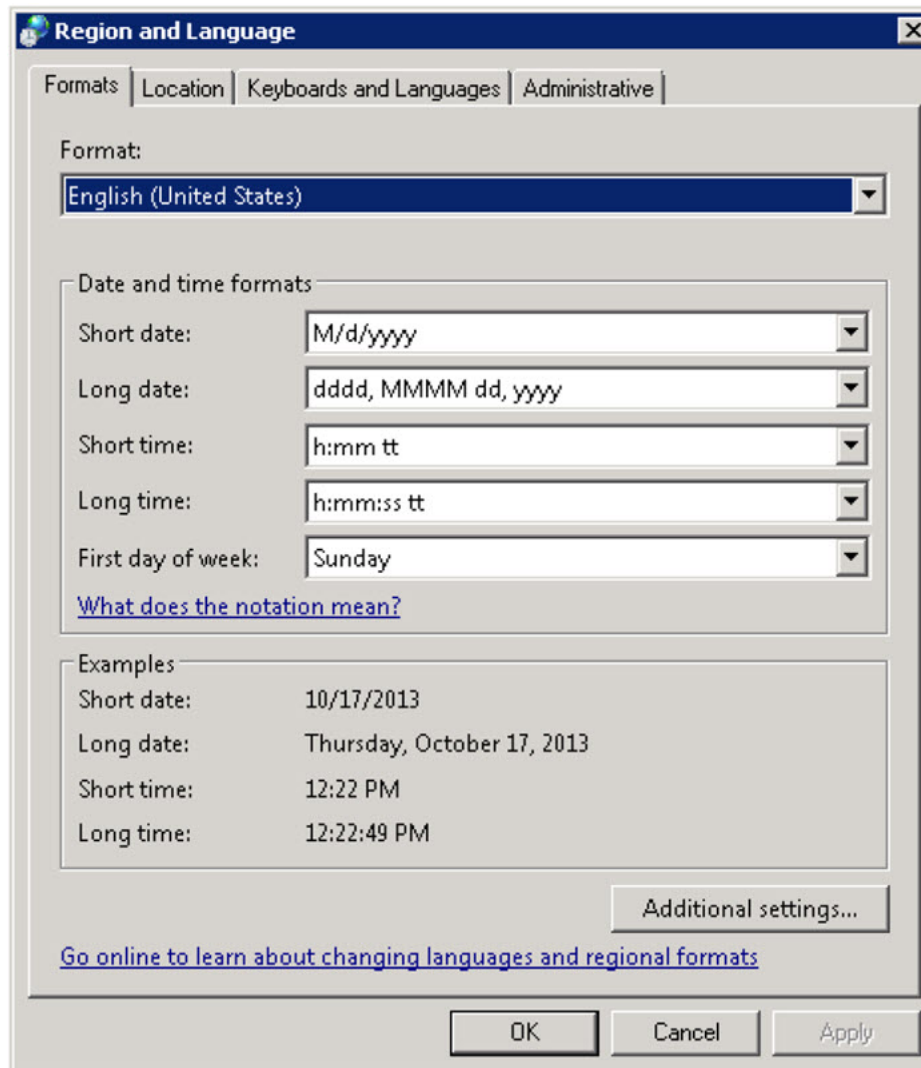 Region and Language
Formats Location Keyboards and Languages Administrative
Format:
English (United States)
Date and time formats
Short date: M/d/yyyy
Long date: dddd, MMMM dd, yyyy
Short time: h:mm tt
Long time: h:mm:ss tt
First day of week: Sunday
What does the notation mean?
Examples
Short date: 10/17/2013
Long date: Thursday, October 17, 2013
Short time: 12:22 PM
Long time: 12:22:49 PM
Additional settings...
Go online to learn about changing languages and regional formats
OK Cancel Apply